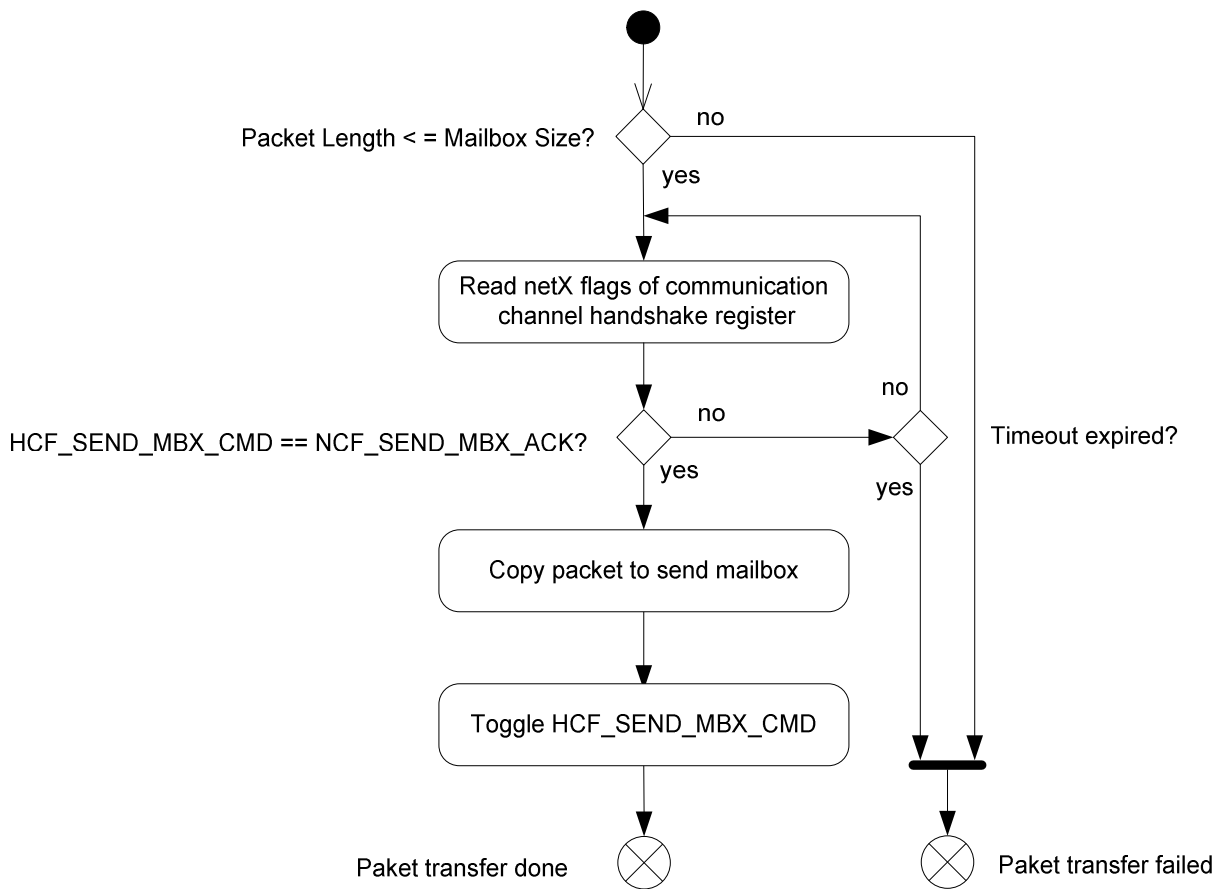 no
Packet Length < = Mailbox Size?
yes
Read netX flags of communication
channel handshake register
no
no
HCF_SEND_MBX_CMD == NCF_SEND_MBX_ACK?
Timeout expired?
yes
yes
Copy packet to send mailbox
Toggle HCF_SEND_MBX_CMD
Paket transfer done
Paket transfer failed